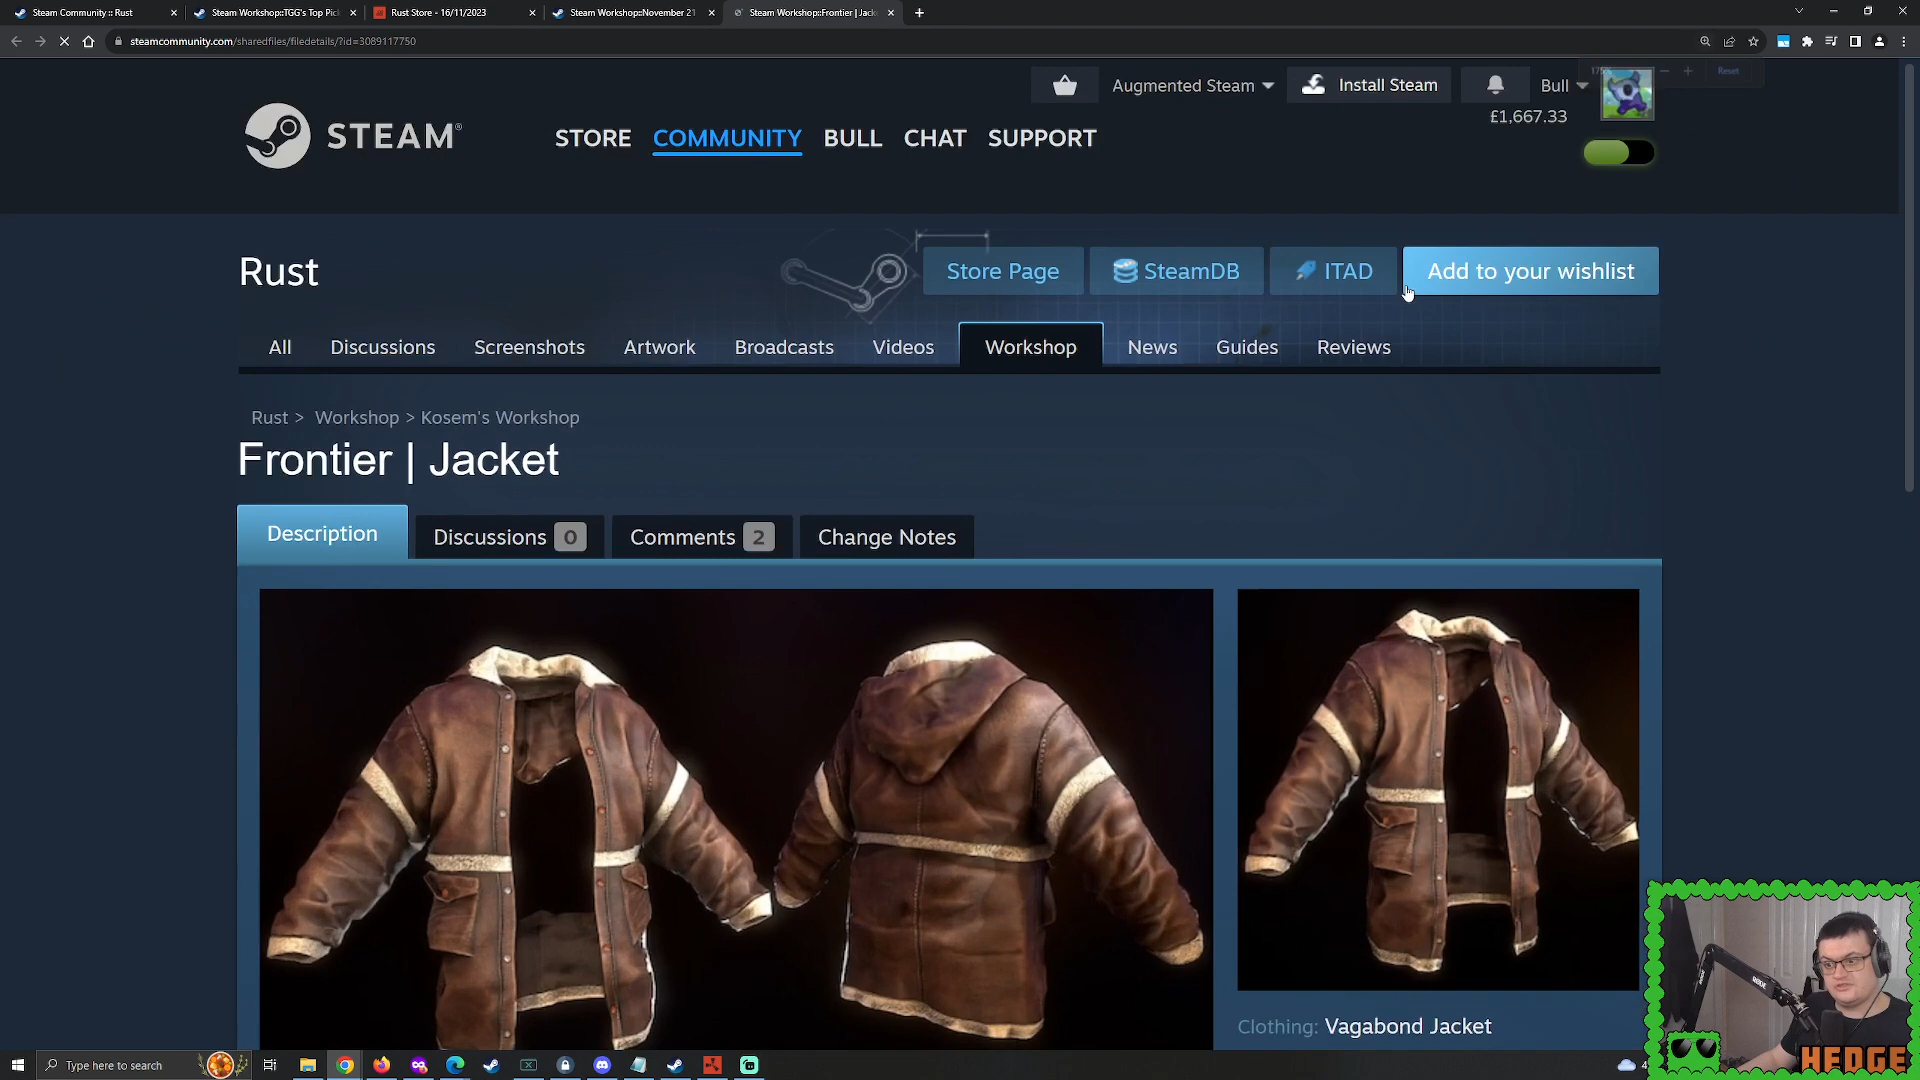 Steam Community :: Rust
Steam Workshop::TGG's Top Pic
Rust Store - 16/11/2023
Steam Workshop::November 21
Steam Workshop::Frontier | Jack
steamcommunity.com/sharedfiles/filedetails/?id=3089117750
Reset
Augmented Steam
Install Steam
Bull
£1,667.33
STEAM®
STORE COMMUNITY BULL CHAT SUPPORT
Rust
Store Page
SteamDB
ITAD
Add to your wishlist
All Discussions Screenshots Artwork Broadcasts Videos Workshop News Guides Reviews
Rust > Workshop > Kosem's Workshop
Frontier | Jacket
Description
Discussions 0
Comments 2
Change Notes
Clothing: Vagabond Jacket
RØDE
HEDGE
Type here to search